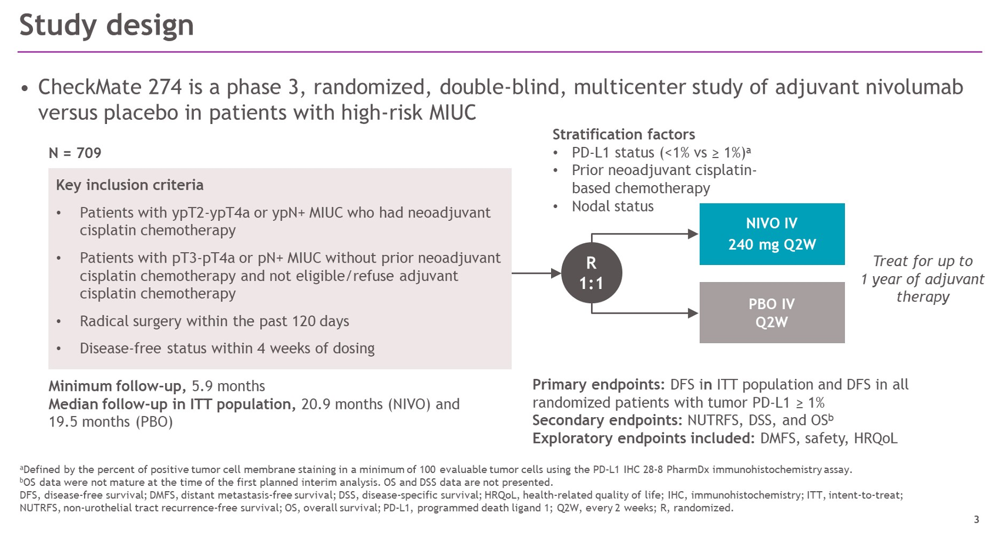 Study design
• CheckMate 274 is a phase 3, randomized, double-blind, multicenter study of adjuvant nivolumab
versus placebo in patients with high-risk MIUC
N = 709
Key inclusion criteria
• Patients with ypT2-ypT4a or ypN+ MIUC who had neoadjuvant
cisplatin chemotherapy
• Patients with pT3-pT4a or pN+ MIUC without prior neoadjuvant
cisplatin chemotherapy and not eligible/refuse adjuvant
cisplatin chemotherapy
• Radical surgery within the past 120 days
• Disease-free status within 4 weeks of dosing
Minimum follow-up, 5.9 months
Median follow-up in ITT population, 20.9 months (NIVO) and
19.5 months (PBO)
Stratification factors
• PD-L1 status (<1% vs ≥ 1%)ᵃ
• Prior neoadjuvant cisplatin-
based chemotherapy
• Nodal status
R
1:1
NIVO IV
240 mg Q2W
PBO IV
Q2W
Treat for up to
1 year of adjuvant
therapy
Primary endpoints: DFS in ITT population and DFS in all
randomized patients with tumor PD-L1 ≥ 1%
Secondary endpoints: NUTRFS, DSS, and OSᵇ
Exploratory endpoints included: DMFS, safety, HRQoL
ᵃDefined by the percent of positive tumor cell membrane staining in a minimum of 100 evaluable tumor cells using the PD-L1 IHC 28-8 PharmDx immunohistochemistry assay.
ᵇOS data were not mature at the time of the first planned interim analysis. OS and DSS data are not presented.
DFS, disease-free survival; DMFS, distant metastasis-free survival; DSS, disease-specific survival; HRQoL, health-related quality of life; IHC, immunohistochemistry; ITT, intent-to-treat;
NUTRFS, non-urothelial tract recurrence-free survival; OS, overall survival; PD-L1, programmed death ligand 1; Q2W, every 2 weeks; R, randomized.
3